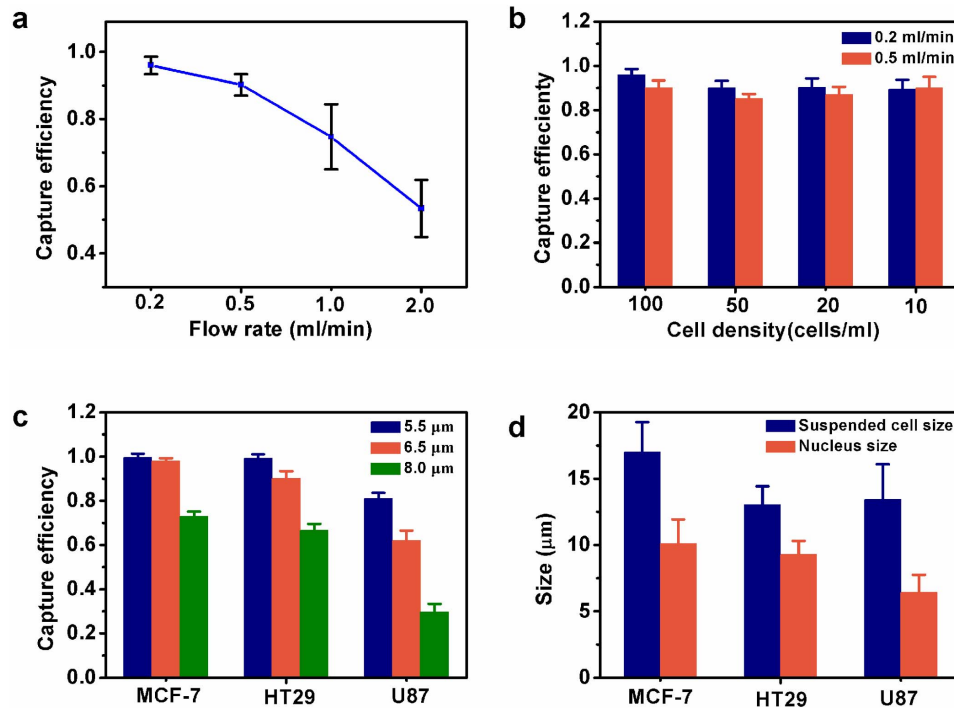 a
1.0
0.8
0.6
0.4
Capture efficiency
0.2 0.5 1.0 2.0
Flow rate (ml/min)
b
1.2
1.0
0.8
0.6
0.4
0.2
0.0
Capture effiecienty
0.2 ml/min
0.5 ml/min
100 50 20 10
Cell density(cells/ml)
c
1.2
1.0
0.8
0.6
0.4
0.2
0.0
Capture efficiency
5.5 μm
6.5 μm
8.0 μm
MCF-7 HT29 U87
d
20
15
10
5
0
Size (μm)
Suspended cell size
Nucleus size
MCF-7 HT29 U87